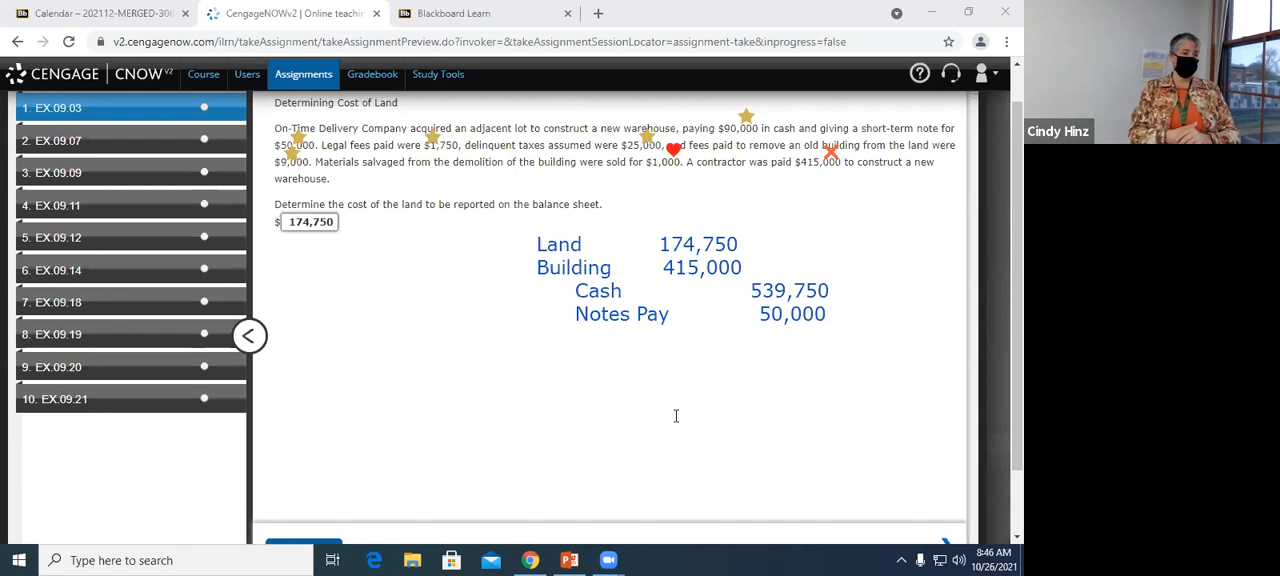 Calendar – 202112-MERGED-306
CengageNOWv2 | Online teachin
Blackboard Learn
v2.cengagenow.com/ilrn/takeAssignment/takeAssignmentPreview.do?invoker=&takeAssignmentSessionLocator=assignment-take&inprogress=false
CENGAGE | CNOWv2 Course Users Assignments Gradebook Study Tools
1. EX.09.03
2. EX.09.07
3. EX.09.09
4. EX.09.11
5. EX.09.12
6. EX.09.14
7. EX.09.18
8. EX.09.19
9. EX.09.20
10. EX.09.21
Determining Cost of Land
On-Time Delivery Company acquired an adjacent lot to construct a new warehouse, paying $90,000 in cash and giving a short-term note for
$50,000. Legal fees paid were $1,750, delinquent taxes assumed were $25,000, and fees paid to remove an old building from the land were
$9,000. Materials salvaged from the demolition of the building were sold for $1,000. A contractor was paid $415,000 to construct a new
warehouse.
Determine the cost of the land to be reported on the balance sheet.
$ 174,750
Land 174,750
Building 415,000
Cash 539,750
Notes Pay 50,000
Cindy Hinz
Type here to search
8:46 AM
10/26/2021